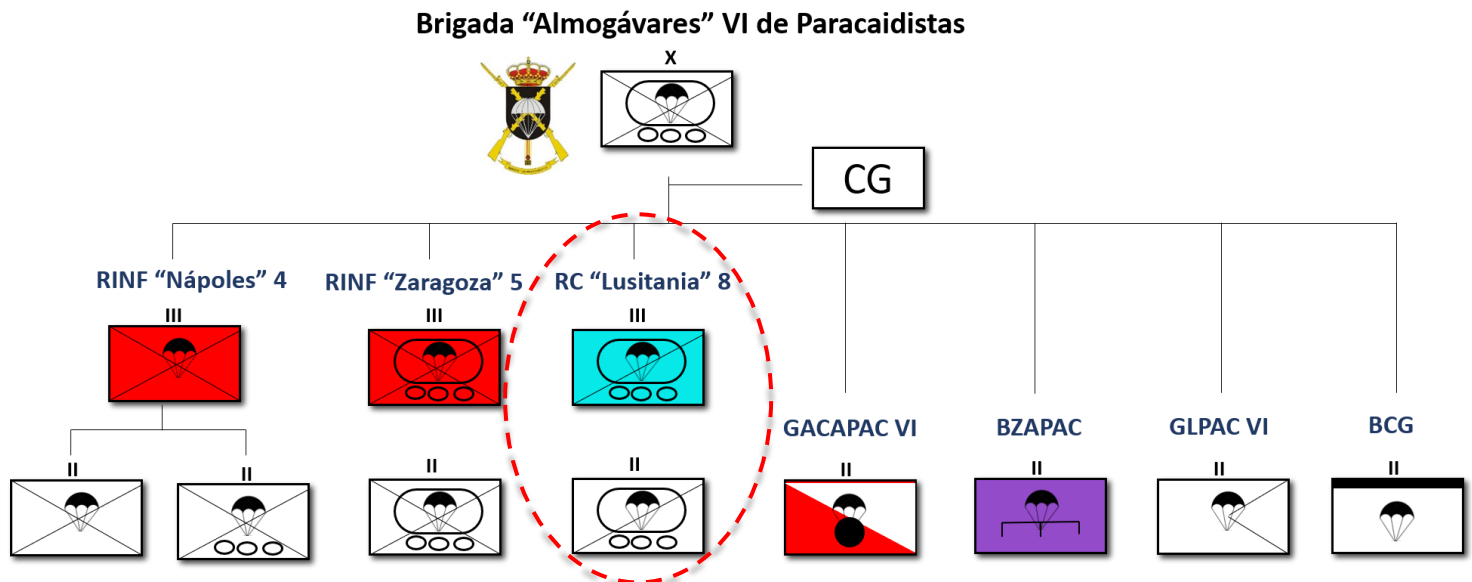 Brigada “Almogávares” VI de Paracaidistas
X
CG
RINF “Nápoles” 4
RINF “Zaragoza” 5
RC “Lusitania” 8
III
III
III
GACAPAC VI
BZAPAC
GLPAC VI
BCG
II
II
II
II
II
II
II
II